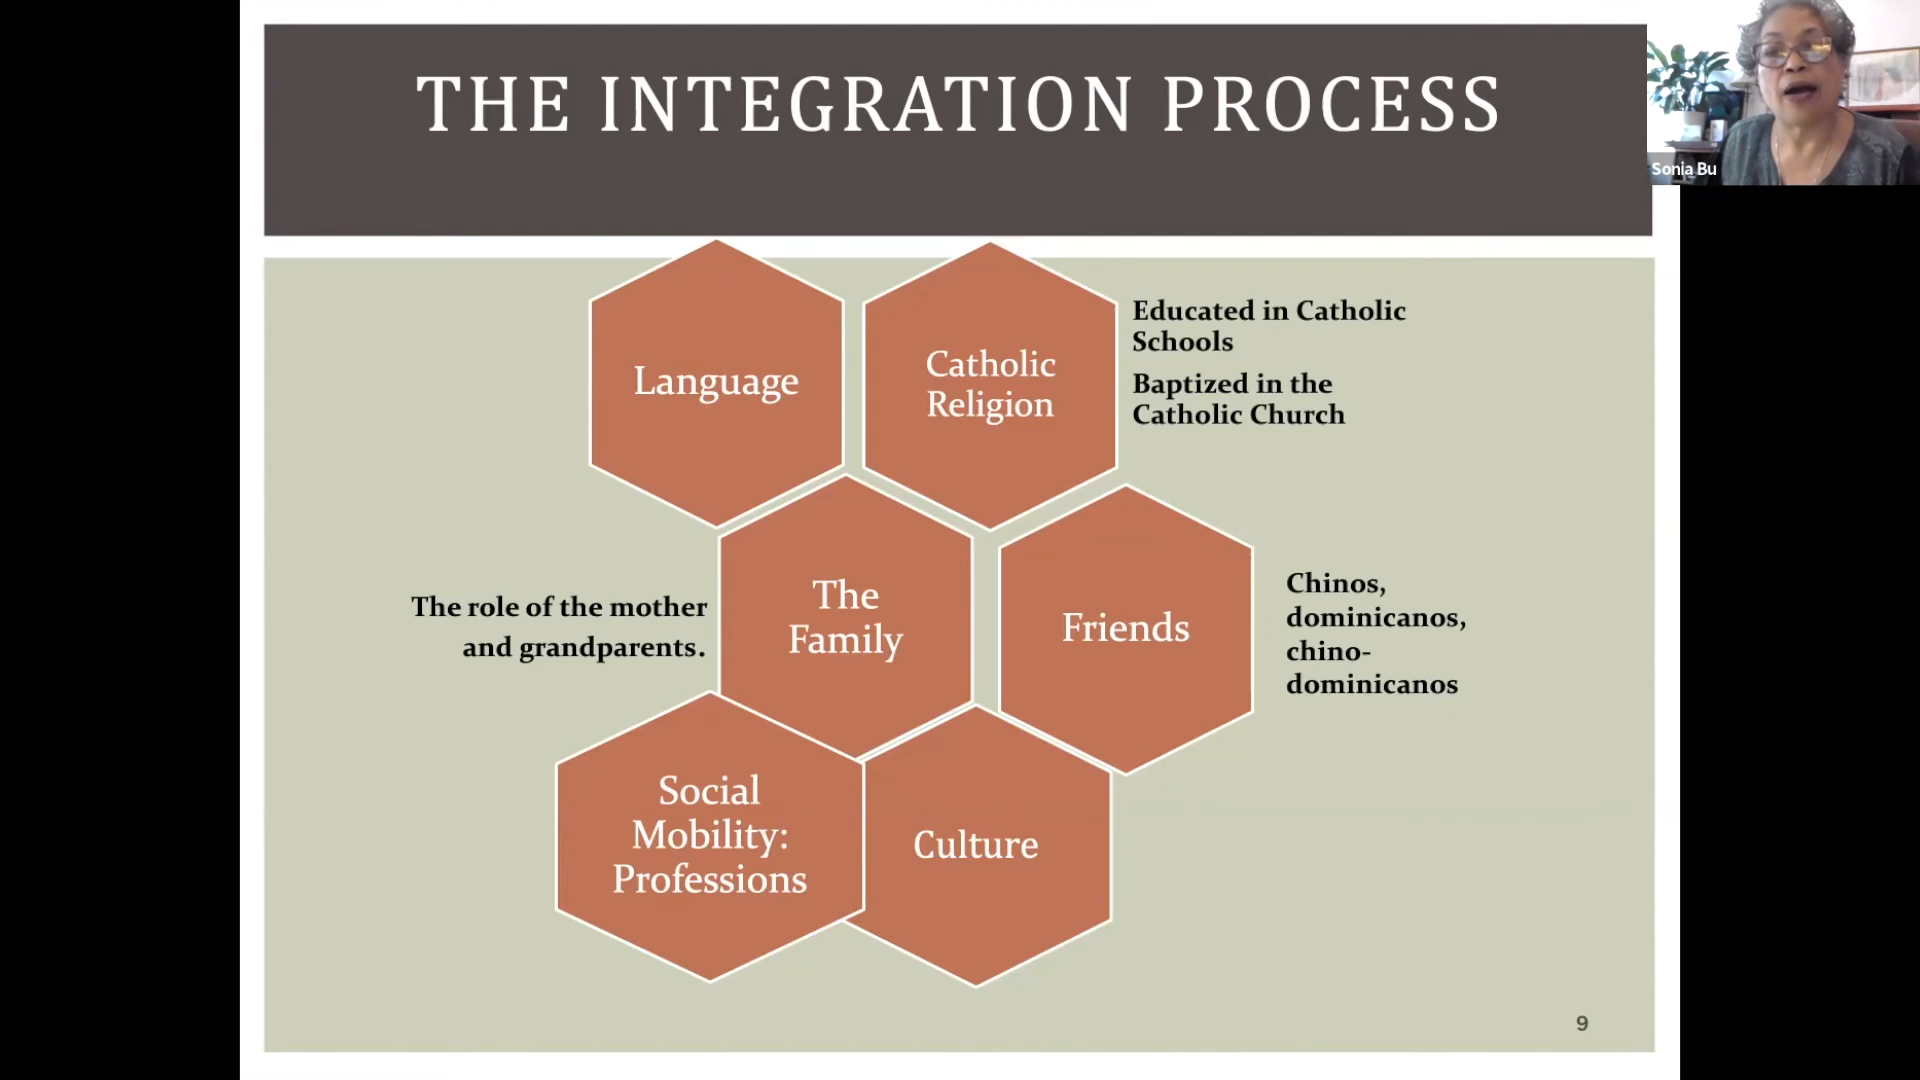 THE INTEGRATION PROCESS
Sonia Bu
Language
Catholic
Religion
Educated in Catholic
Schools
Baptized in the
Catholic Church
The role of the mother
and grandparents.
The
Family
Friends
Chinos,
dominicanos,
chino-
dominicanos
Social
Mobility:
Professions
Culture
9